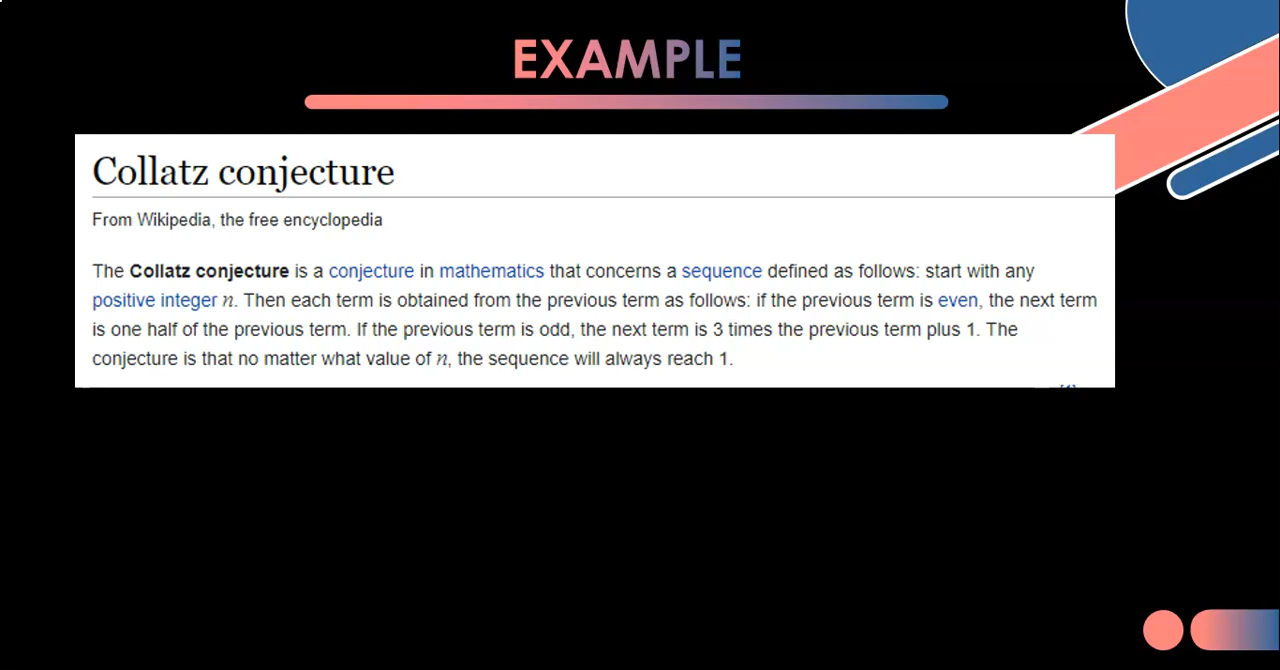 EXAMPLE
Collatz conjecture
From Wikipedia, the free encyclopedia
The Collatz conjecture is a conjecture in mathematics that concerns a sequence defined as follows: start with any
positive integer n. Then each term is obtained from the previous term as follows: if the previous term is even, the next term
is one half of the previous term. If the previous term is odd, the next term is 3 times the previous term plus 1. The
conjecture is that no matter what value of n, the sequence will always reach 1.